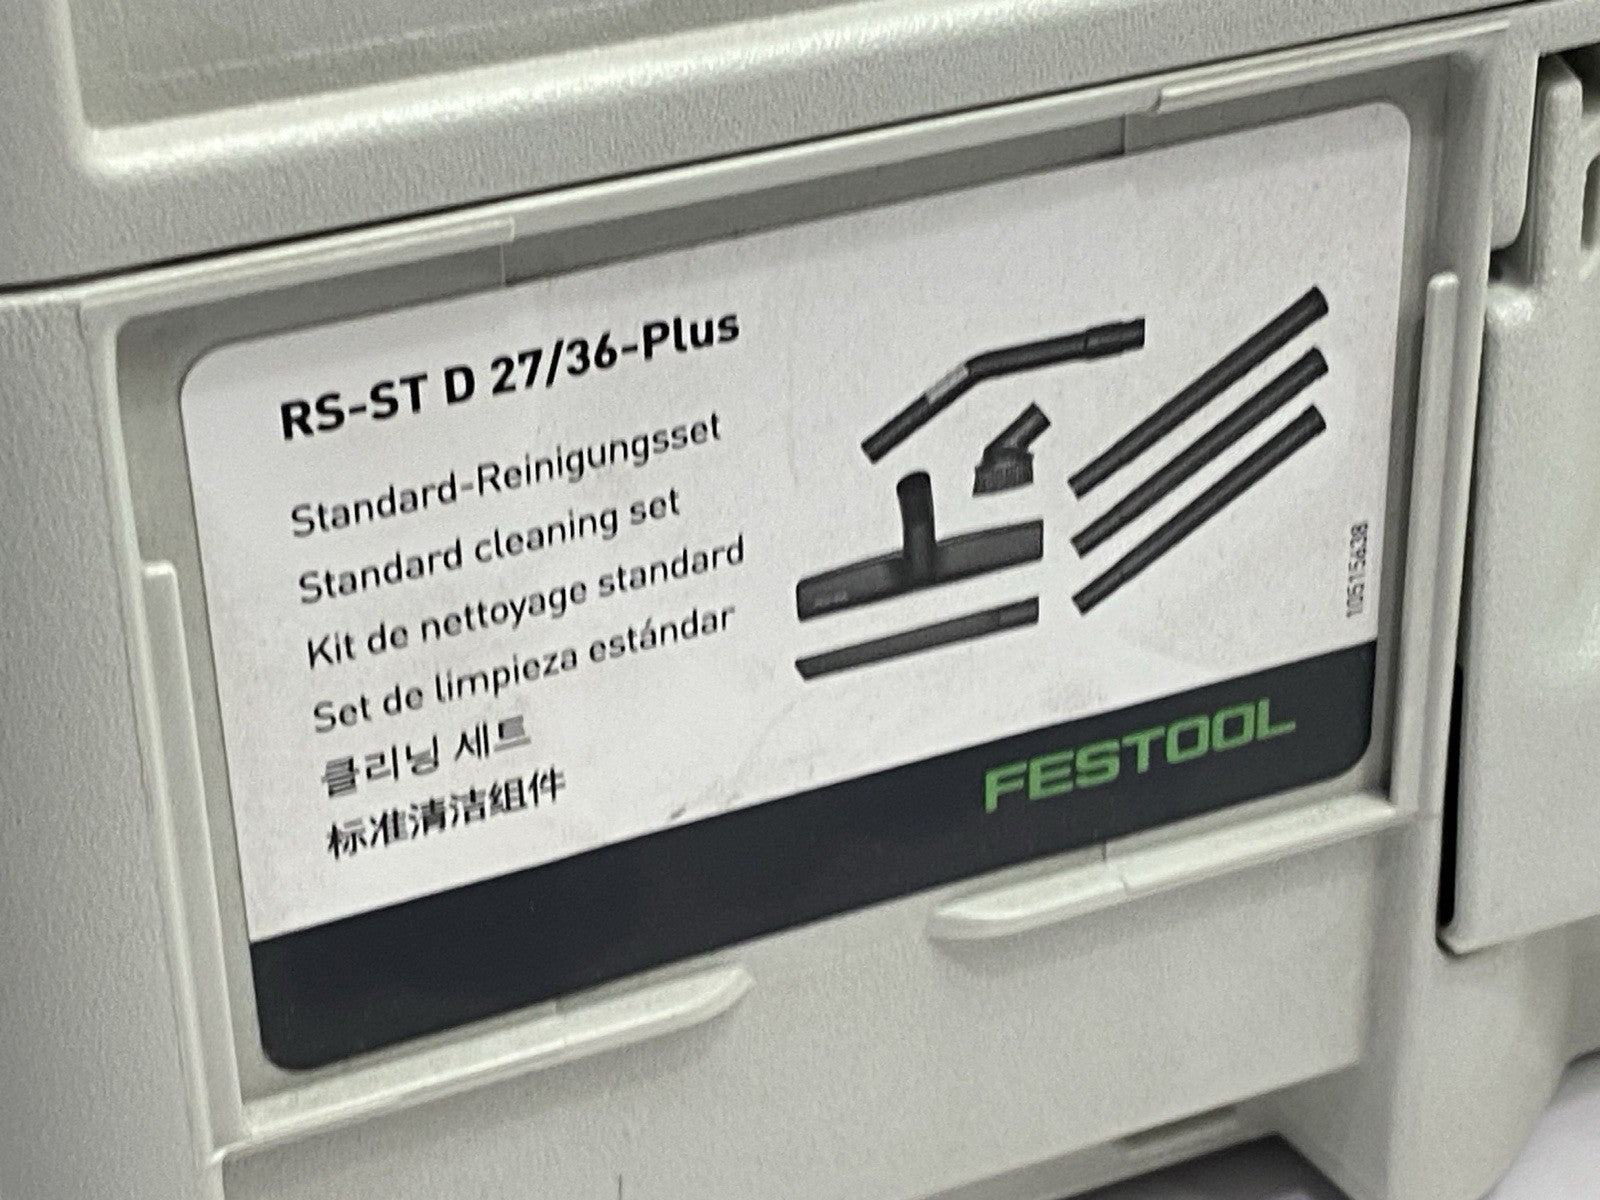 RS-ST D 27/36-Plus
Standard-Reinigungsset
Standard cleaning set
Kit de nettoyage standard
Set de limpieza estándar
클리닝 세트
标准清洁组件
10515638
FESTOOL